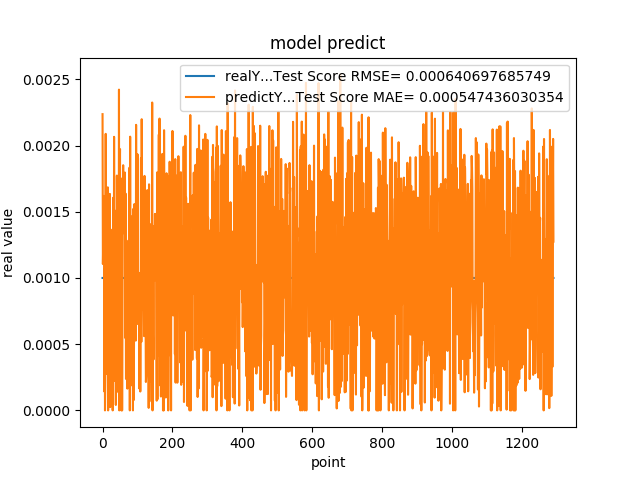 model predict
realY...Test Score RMSE= 0.000640697685749
predictY...Test Score MAE= 0.000547436030354
0.0025
0.0020
0.0015
0.0010
0.0005
0.0000
real value
0 200 400 600 800 1000 1200
point